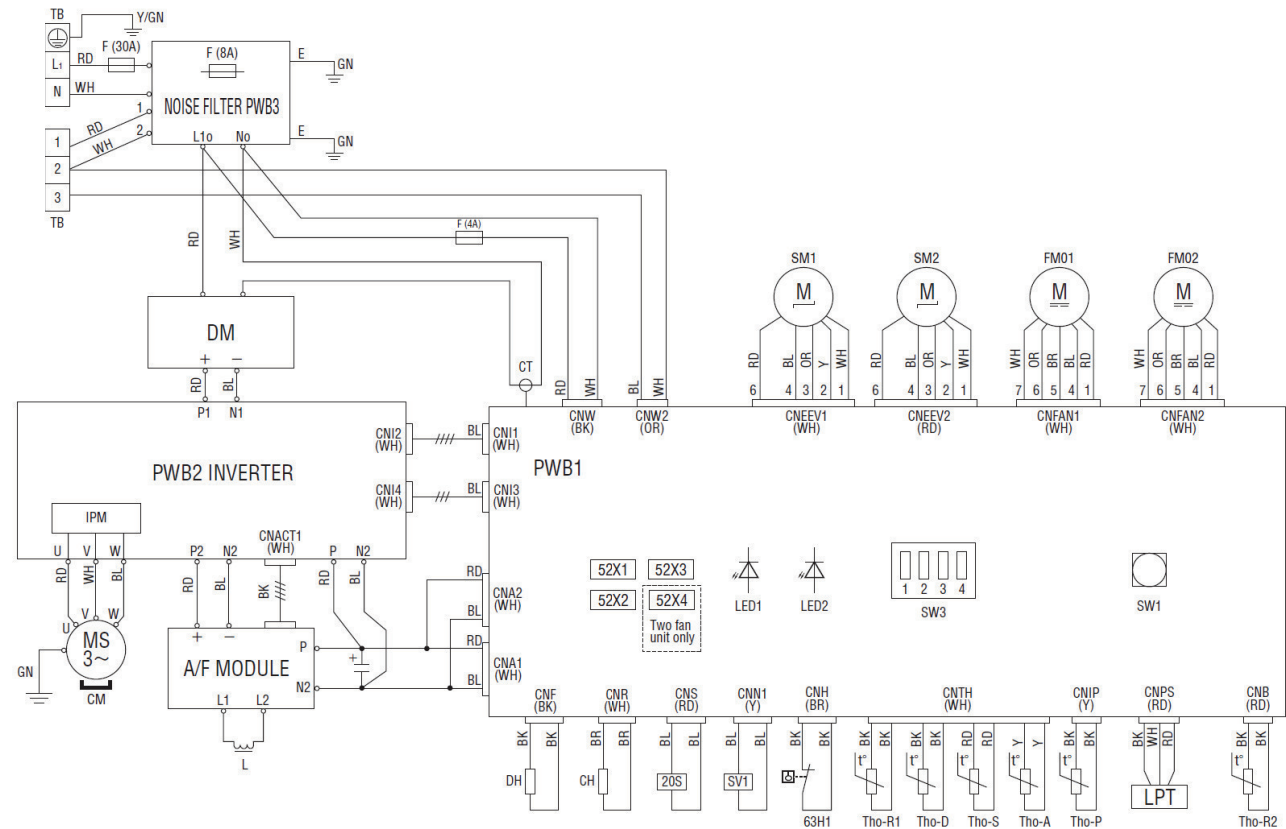 TB
Y/GN
F (30A)
L1
RD
N
WH
F (8A)
NOISE FILTER PWB3
E
GN
E
GN
1
2
RD
WH
L1o
No
1
2
3
TB
RD
WH
F (4A)
DM
+
−
RD
BL
P1
N1
CT
RD
WH
BL
WH
SM1
M
RD
BL
OR
Y
WH
6
4
3
2
1
SM2
M
RD
BL
OR
Y
WH
6
4
3
2
1
FM01
M
WH
OR
BR
BL
RD
7
6
5
4
1
FM02
M
WH
OR
BR
BL
RD
7
6
5
4
1
CNW
(BK)
CNW2
(OR)
CNEEV1
(WH)
CNEEV2
(RD)
CNFAN1
(WH)
CNFAN2
(WH)
PWB2 INVERTER
CNI2
(WH)
BL
CNI1
(WH)
CNI4
(WH)
BL
CNI3
(WH)
PWB1
IPM
U
V
W
P2
N2
CNACT1
(WH)
P
N2
RD
WH
BL
RD
BL
BK
RD
BL
U
V
W
MS
3~
GN
CM
+
−
A/F MODULE
P
N2
L1
L2
L
+
RD
CNA2
(WH)
BL
RD
CNA1
(WH)
BL
52X1
52X3
52X2
52X4
Two fan
unit only
LED1
LED2
1 2 3 4
SW3
SW1
CNF
(BK)
CNR
(WH)
CNS
(RD)
CNN1
(Y)
CNH
(BR)
CNTH
(WH)
CNIP
(Y)
CNPS
(RD)
CNB
(RD)
BK
BK
BR
BR
BL
BL
BL
BL
BK
BK
BK
BK
BK
BK
RD
RD
Y
Y
BK
BK
BK
WH
RD
BK
BK
DH
CH
20S
SV1
t°
t°
t°
t°
t°
t°
LPT
63H1
Tho-R1
Tho-D
Tho-S
Tho-A
Tho-P
Tho-R2